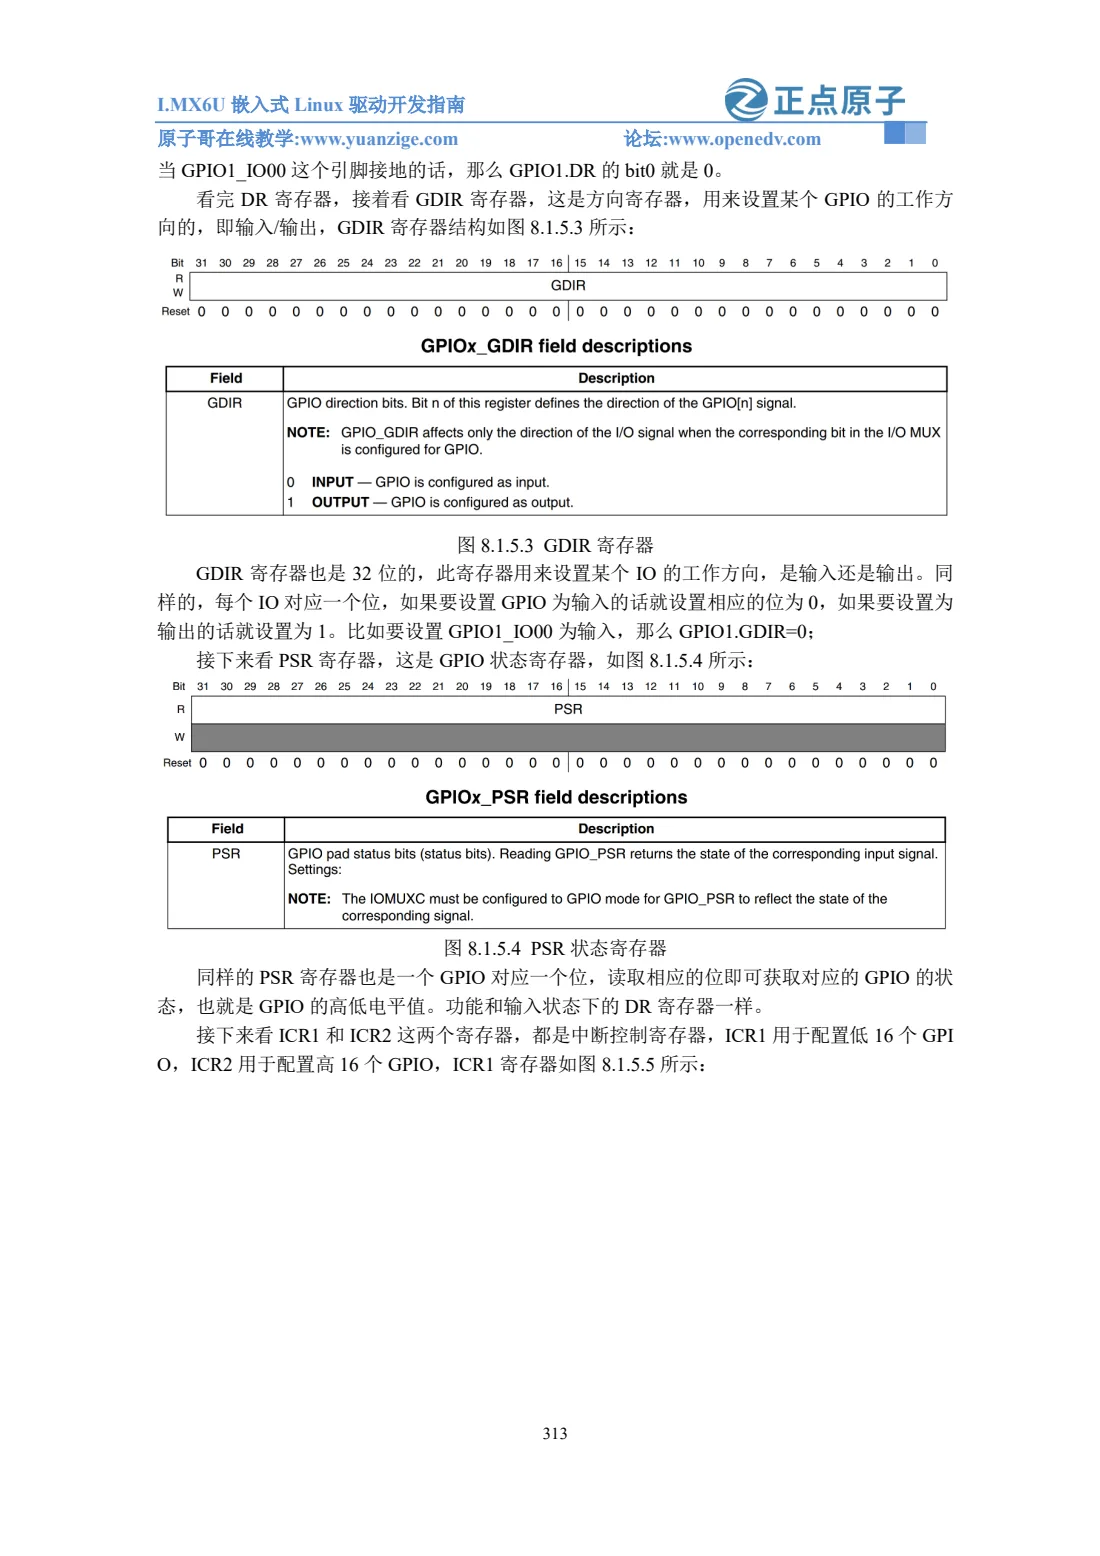 I.MX6U 嵌入式 Linux 驱动开发指南
正点原子
原子哥在线教学:www.yuanzige.com 论坛:www.openedv.com
当 GPIO1_IO00 这个引脚接地的话，那么 GPIO1.DR 的 bit0 就是 0。
看完 DR 寄存器，接着看 GDIR 寄存器，这是方向寄存器，用来设置某个 GPIO 的工作方
向的，即输入/输出，GDIR 寄存器结构如图 8.1.5.3 所示：
Bit 31 30 29 28 27 26 25 24 23 22 21 20 19 18 17 16 15 14 13 12 11 10 9 8 7 6 5 4 3 2 1 0
R
GDIR
W
Reset 0 0 0 0 0 0 0 0 0 0 0 0 0 0 0 0 0 0 0 0 0 0 0 0 0 0 0 0 0 0 0 0
GPIOx_GDIR field descriptions
Field Description
GDIR GPIO direction bits. Bit n of this register defines the direction of the GPIO[n] signal.
NOTE: GPIO_GDIR affects only the direction of the I/O signal when the corresponding bit in the I/O MUX
is configured for GPIO.
0 INPUT — GPIO is configured as input.
1 OUTPUT — GPIO is configured as output.
图 8.1.5.3 GDIR 寄存器
GDIR 寄存器也是 32 位的，此寄存器用来设置某个 IO 的工作方向，是输入还是输出。同
样的，每个 IO 对应一个位，如果要设置 GPIO 为输入的话就设置相应的位为 0，如果要设置为
输出的话就设置为 1。比如要设置 GPIO1_IO00 为输入，那么 GPIO1.GDIR=0；
接下来看 PSR 寄存器，这是 GPIO 状态寄存器，如图 8.1.5.4 所示：
Bit 31 30 29 28 27 26 25 24 23 22 21 20 19 18 17 16 15 14 13 12 11 10 9 8 7 6 5 4 3 2 1 0
R PSR
W
Reset 0 0 0 0 0 0 0 0 0 0 0 0 0 0 0 0 0 0 0 0 0 0 0 0 0 0 0 0 0 0 0 0
GPIOx_PSR field descriptions
Field Description
PSR GPIO pad status bits (status bits). Reading GPIO_PSR returns the state of the corresponding input signal.
Settings:
NOTE: The IOMUXC must be configured to GPIO mode for GPIO_PSR to reflect the state of the
corresponding signal.
图 8.1.5.4 PSR 状态寄存器
同样的 PSR 寄存器也是一个 GPIO 对应一个位，读取相应的位即可获取对应的 GPIO 的状
态，也就是 GPIO 的高低电平值。功能和输入状态下的 DR 寄存器一样。
接下来看 ICR1 和 ICR2 这两个寄存器，都是中断控制寄存器，ICR1 用于配置低 16 个 GPI
O，ICR2 用于配置高 16 个 GPIO，ICR1 寄存器如图 8.1.5.5 所示：
313